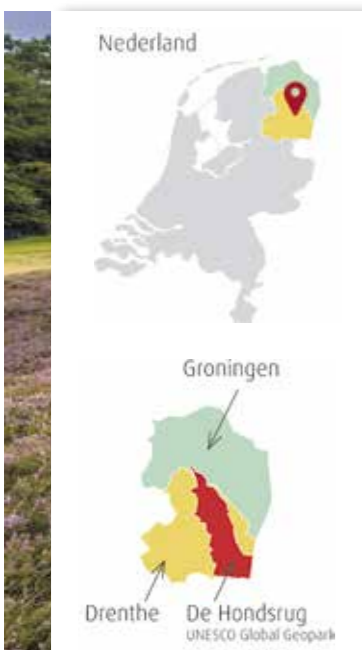 Nederland
Groningen
Drenthe
De Hondsrug
UNESCO Global Geopark